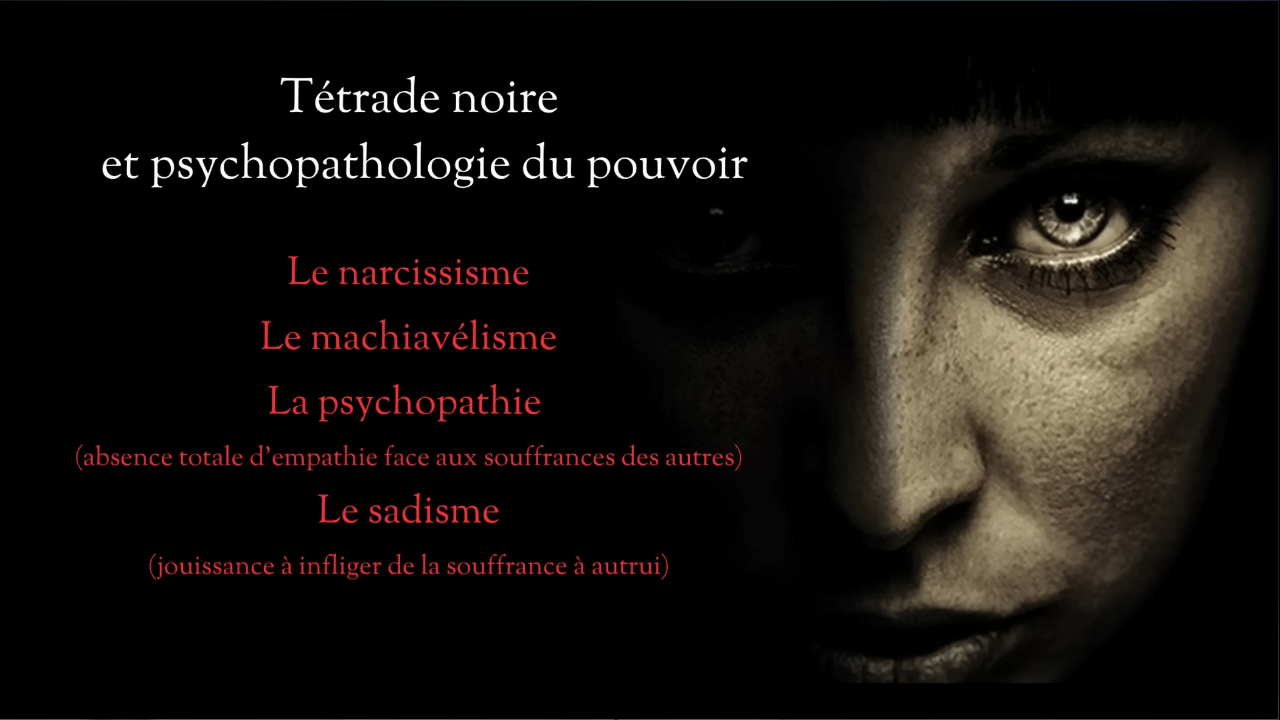 Tétrade noire
et psychopathologie du pouvoir
Le narcissisme
Le machiavélisme
La psychopathie
(absence totale d’empathie face aux souffrances des autres)
Le sadisme
(jouissance à infliger de la souffrance à autrui)